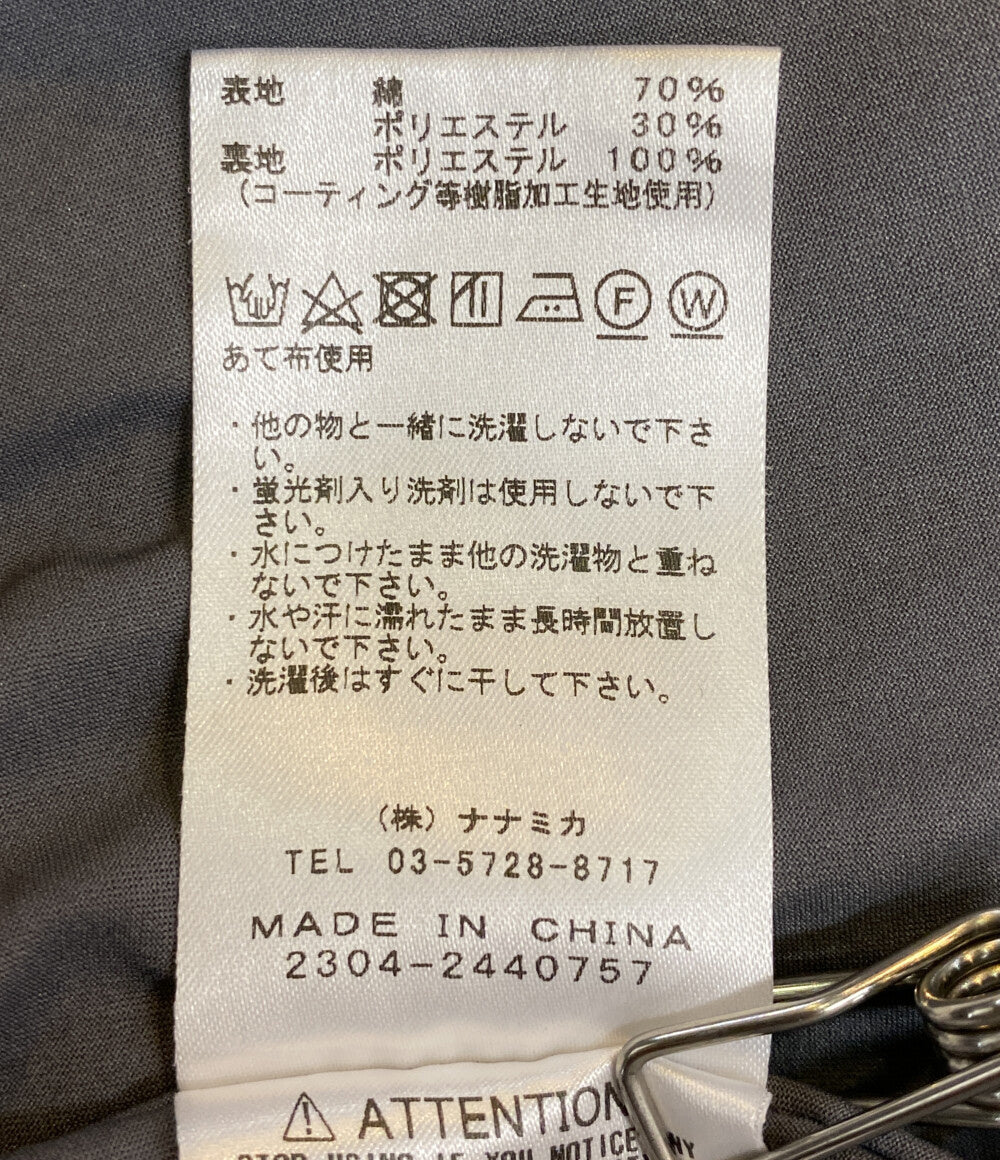 表地 綿 70%
ポリエステル 30%
裏地 ポリエステル 100%
(コーティング等樹脂加工生地使用)
F W
あて布使用
・他の物と一緒に洗濯しないで下さ
い。
・蛍光剤入り洗剤は使用しないで下
さい。
・水につけたまま他の洗濯物と重ね
ないで下さい。
・水や汗に濡れたまま長時間放置し
ないで下さい。
・洗濯後はすぐに干して下さい。
(株)ナナミカ
TEL 03-5728-8717
MADE IN CHINA
2304-2440757
⚠ ATTENTION
STOP USING IF YOU NOTICE ANY